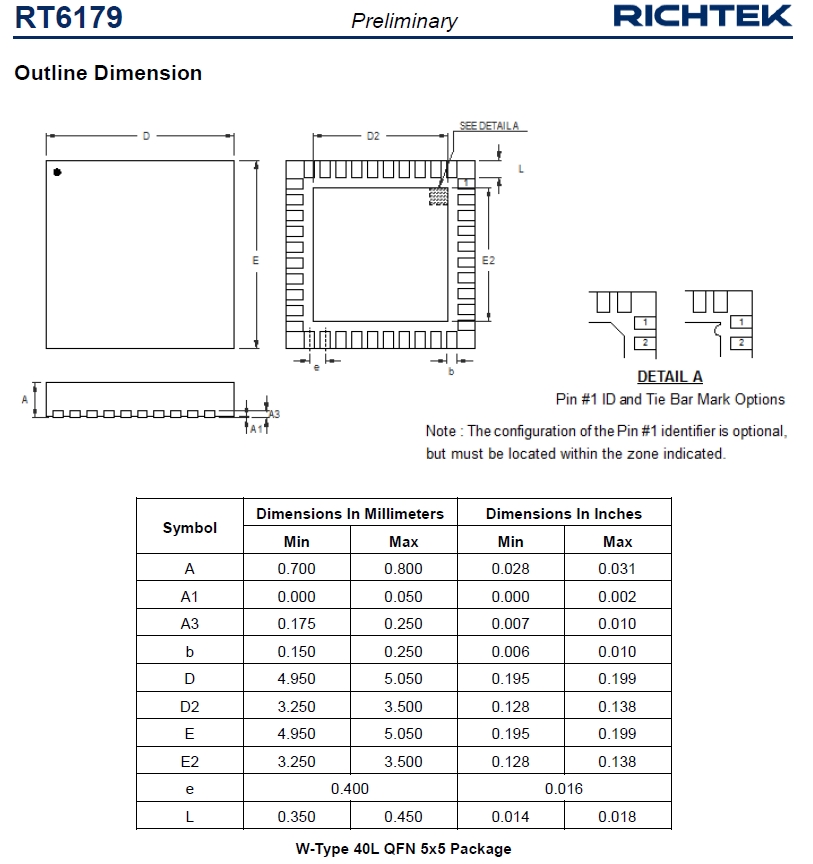 RT6179
Preliminary
RICHTEK
Outline Dimension
D
D2
SEE DETAIL A
L
1
E
E2
e
b
A
A3
A1
1
2
1
2
DETAIL A
Pin #1 ID and Tie Bar Mark Options
Note : The configuration of the Pin #1 identifier is optional,
but must be located within the zone indicated.
Symbol Dimensions In Millimeters Dimensions In Inches
Min Max Min Max
A 0.700 0.800 0.028 0.031
A1 0.000 0.050 0.000 0.002
A3 0.175 0.250 0.007 0.010
b 0.150 0.250 0.006 0.010
D 4.950 5.050 0.195 0.199
D2 3.250 3.500 0.128 0.138
E 4.950 5.050 0.195 0.199
E2 3.250 3.500 0.128 0.138
e 0.400 0.016
L 0.350 0.450 0.014 0.018
W-Type 40L QFN 5x5 Package